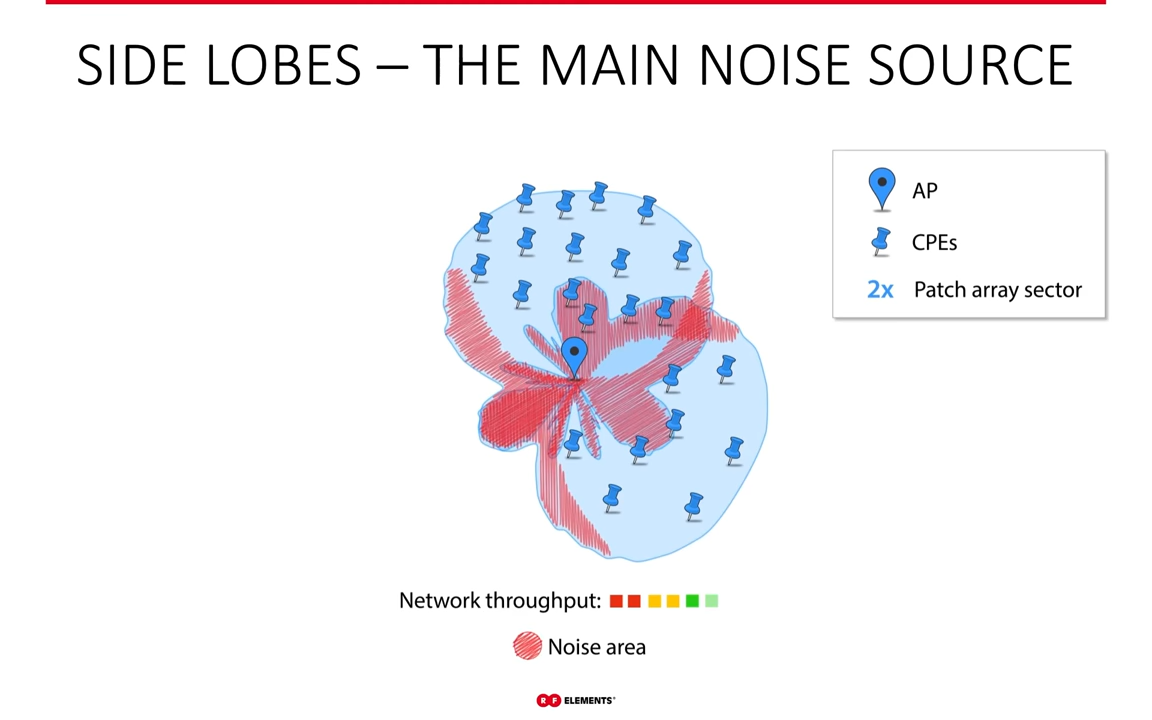 SIDE LOBES – THE MAIN NOISE SOURCE
AP
CPEs
2x Patch array sector
Network throughput:
Noise area
RF ELEMENTS®